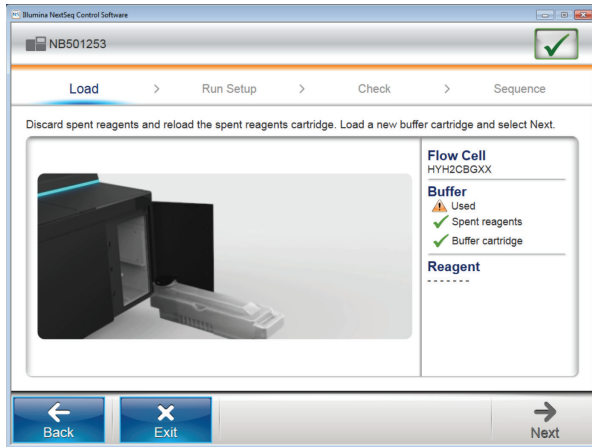 Illumina NextSeq Control Software
NB501253
Load > Run Setup > Check > Sequence
Discard spent reagents and reload the spent reagents cartridge. Load a new buffer cartridge and select Next.
Flow Cell
HYH2CBGXX
Buffer
Used
Spent reagents
Buffer cartridge
Reagent
-------
Back
Exit
Next